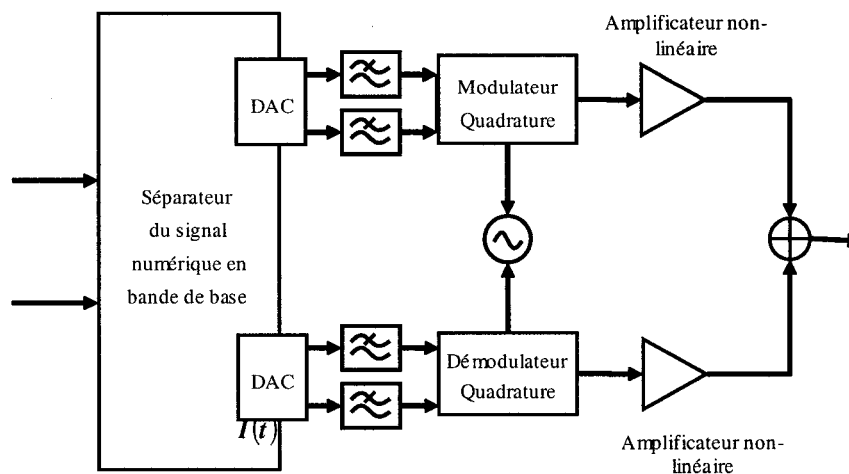 Amplificateur non-
linéaire
DAC
Modulateur
Quadrature
Séparateur
du signal
numérique en
bande de base
DAC
I(t)
Démodulateur
Quadrature
Amplificateur non-
linéaire